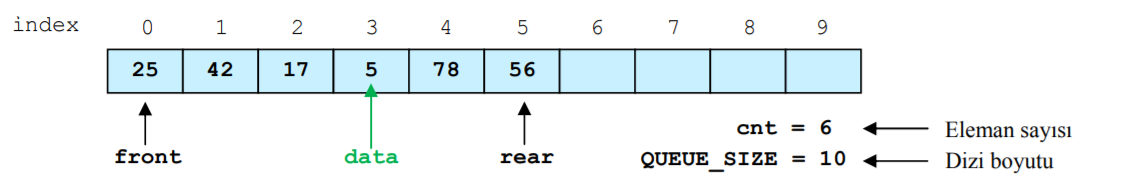 index 0 1 2 3 4 5 6 7 8 9
25 42 17 5 78 56
cnt = 6 Eleman sayısı
front data rear QUEUE_SIZE = 10 Dizi boyutu